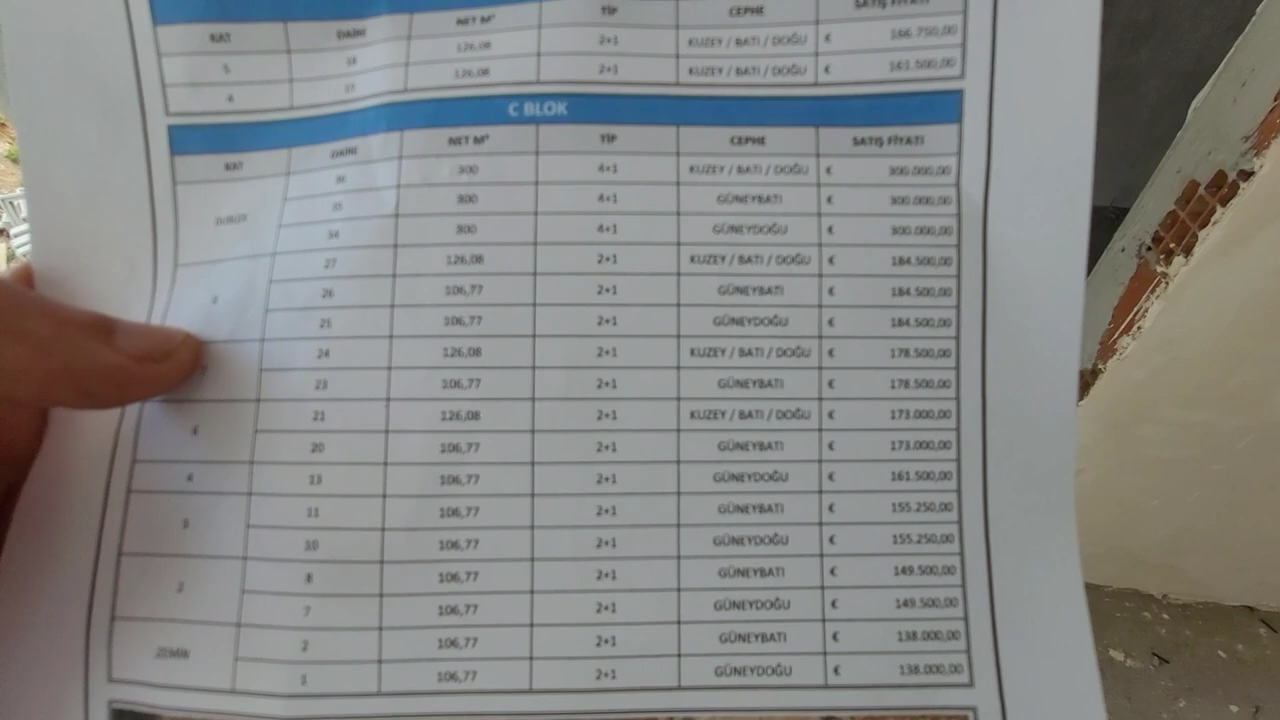 SATIŞ FİYATI
KAT DAİRE NET M² TİP CEPHE
5 18 126,08 2+1 KUZEY / BATI / DOĞU € 166.750,00
4 15 126,08 2+1 KUZEY / BATI / DOĞU € 161.500,00
C BLOK
KAT DAİRE NET M² TİP CEPHE SATIŞ FİYATI
300 4+1 KUZEY / BATI / DOĞU € 300.000,00
DUBLEX 35 300 4+1 GÜNEYBATI € 300.000,00
34 300 4+1 GÜNEYDOĞU € 300.000,00
27 126,08 2+1 KUZEY / BATI / DOĞU € 184.500,00
26 106,77 2+1 GÜNEYBATI € 184.500,00
25 106,77 2+1 GÜNEYDOĞU € 184.500,00
24 126,08 2+1 KUZEY / BATI / DOĞU € 178.500,00
23 106,77 2+1 GÜNEYBATI € 178.500,00
21 126,08 2+1 KUZEY / BATI / DOĞU € 173.000,00
6 20 106,77 2+1 GÜNEYBATI € 173.000,00
4 13 106,77 2+1 GÜNEYDOĞU € 161.500,00
3 11 106,77 2+1 GÜNEYBATI € 155.250,00
10 106,77 2+1 GÜNEYDOĞU € 155.250,00
2 8 106,77 2+1 GÜNEYBATI € 149.500,00
7 106,77 2+1 GÜNEYDOĞU € 149.500,00
ZEMİN 2 106,77 2+1 GÜNEYBATI € 138.000,00
1 106,77 2+1 GÜNEYDOĞU € 138.000,00